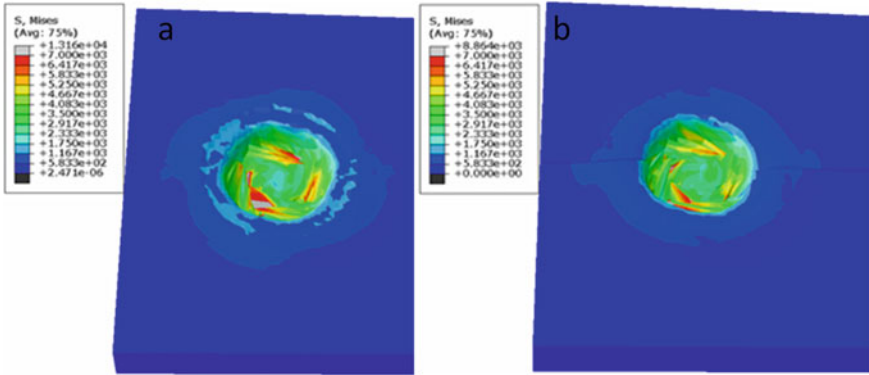 S, Mises
(Avg: 75%)
+1.316e+04
+7.000e+03
+6.417e+03
+5.833e+03
+5.250e+03
+4.667e+03
+4.083e+03
+3.500e+03
+2.917e+03
+2.333e+03
+1.750e+03
+1.167e+03
+5.833e+02
+2.471e-06
a
S, Mises
(Avg: 75%)
+8.864e+03
+7.000e+03
+6.417e+03
+5.833e+03
+5.250e+03
+4.667e+03
+4.083e+03
+3.500e+03
+2.917e+03
+2.333e+03
+1.750e+03
+1.167e+03
+5.833e+02
+0.000e+00
b